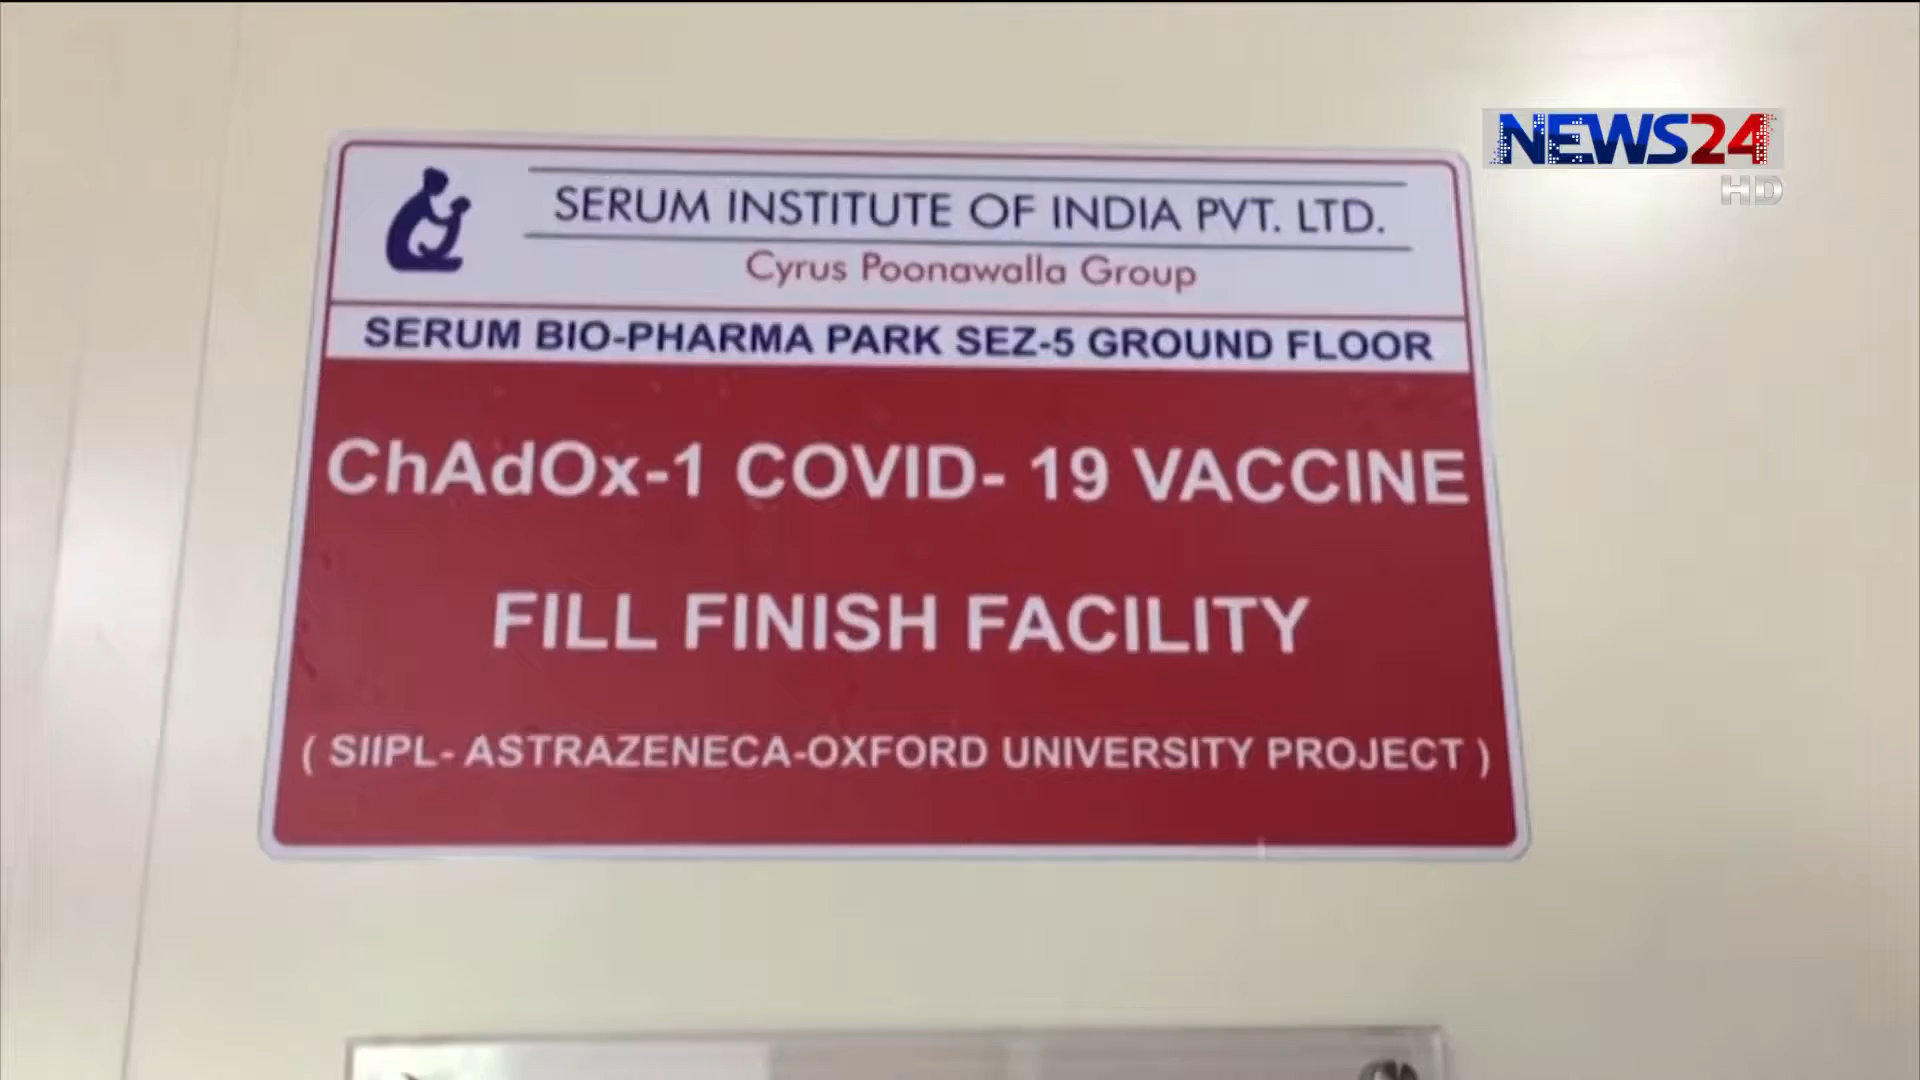 NEWS24
HD
SERUM INSTITUTE OF INDIA PVT. LTD.
Cyrus Poonawalla Group
SERUM BIO-PHARMA PARK SEZ-5 GROUND FLOOR
ChAdOx-1 COVID- 19 VACCINE
FILL FINISH FACILITY
( SIIPL- ASTRAZENECA-OXFORD UNIVERSITY PROJECT )